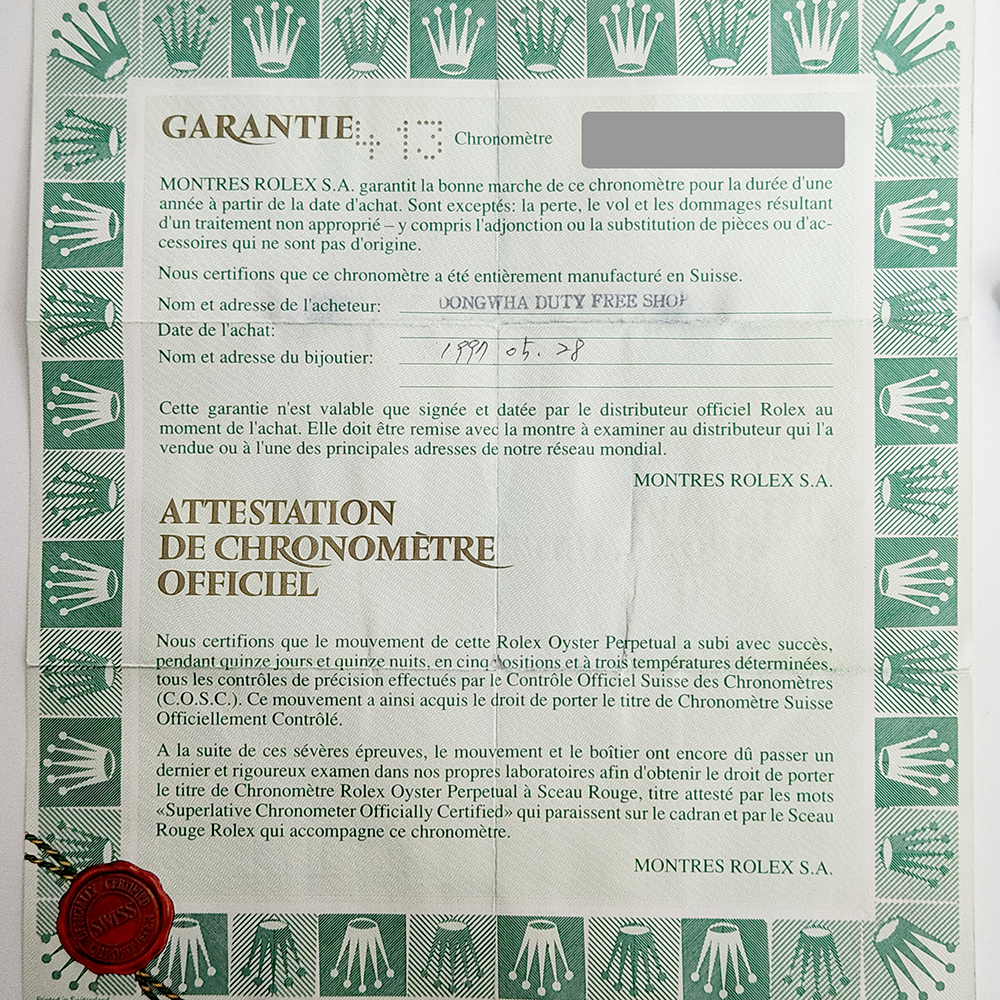 GARANTIE 413 Chronomètre
MONTRES ROLEX S.A. garantit la bonne marche de ce chronomètre pour la durée d'une
année à partir de la date d'achat. Sont exceptés: la perte, le vol et les dommages résultant
d'un traitement non approprié – y compris l'adjonction ou la substitution de pièces ou d'ac-
cessoires qui ne sont pas d'origine.
Nous certifions que ce chronomètre a été entièrement manufacturé en Suisse.
Nom et adresse de l'acheteur: DONGWHA DUTY FREE SHOP
Date de l'achat:
1997 05. 28
Nom et adresse du bijoutier:
Cette garantie n'est valable que signée et datée par le distributeur officiel Rolex au
moment de l'achat. Elle doit être remise avec la montre à examiner au distributeur qui l'a
vendue ou à l'une des principales adresses de notre réseau mondial.
MONTRES ROLEX S.A.
ATTESTATION
DE CHRONOMÈTRE
OFFICIEL
Nous certifions que le mouvement de cette Rolex Oyster Perpetual a subi avec succès,
pendant quinze jours et quinze nuits, en cinq positions et à trois températures déterminées,
tous les contrôles de précision effectués par le Contrôle Officiel Suisse des Chronomètres
(C.O.S.C.). Ce mouvement a ainsi acquis le droit de porter le titre de Chronomètre Suisse
Officiellement Contrôlé.
A la suite de ces sévères épreuves, le mouvement et le boîtier ont encore dû passer un
dernier et rigoureux examen dans nos propres laboratoires afin d'obtenir le droit de porter
le titre de Chronomètre Rolex Oyster Perpetual à Sceau Rouge, titre attesté par les mots
«Superlative Chronometer Officially Certified» qui paraissent sur le cadran et par le Sceau
Rouge Rolex qui accompagne ce chronomètre.
MONTRES ROLEX S.A.
OFFICIALLY CERTIFIED
SWISS
CHRONOMETER
Printed in Switzerland